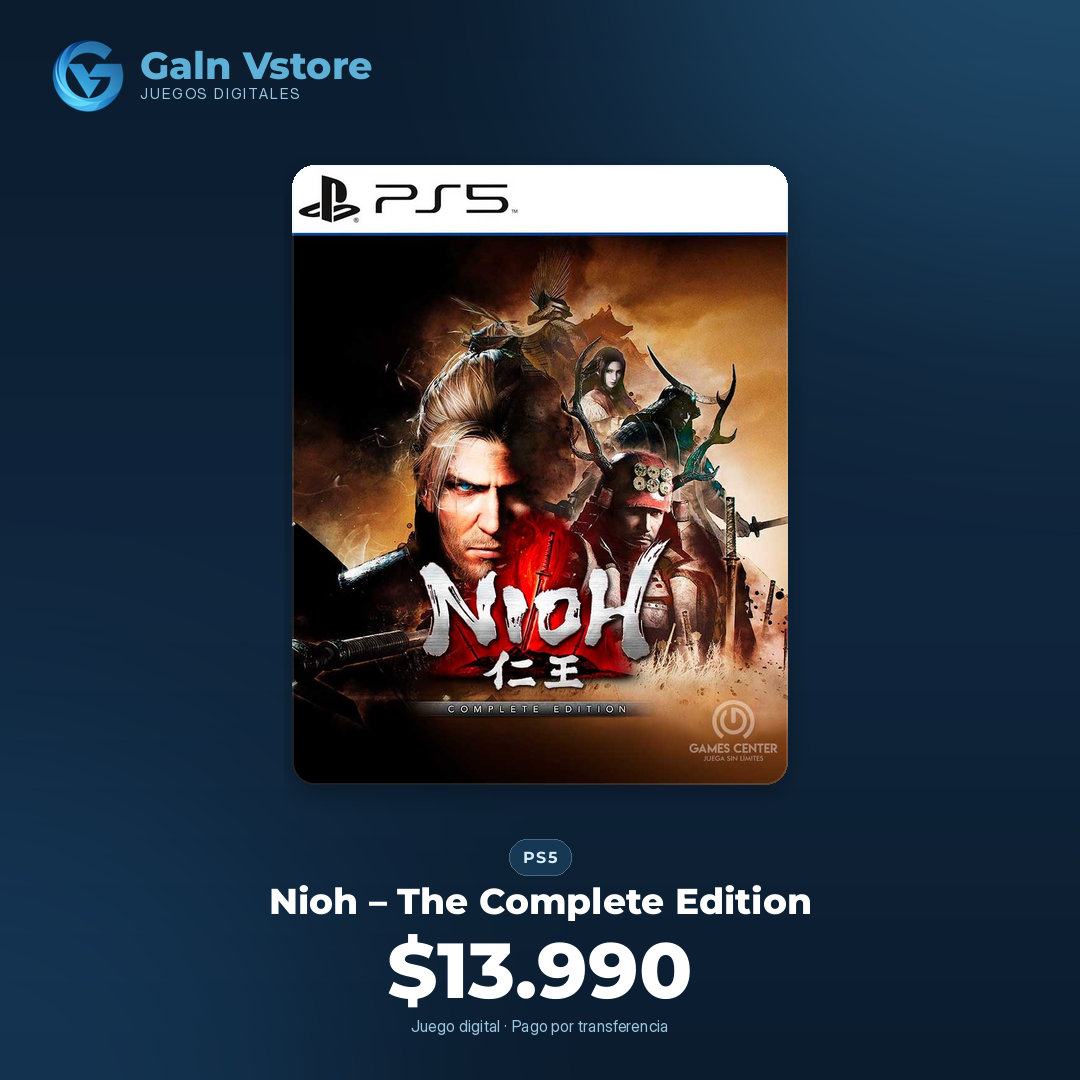 GaIn Vstore
JUEGOS DIGITALES
PS5
NIOH
仁王
COMPLETE EDITION
GAMES CENTER
JUEGA SIN LIMITES
PS5
Nioh – The Complete Edition
$13.990
Juego digital · Pago por transferencia